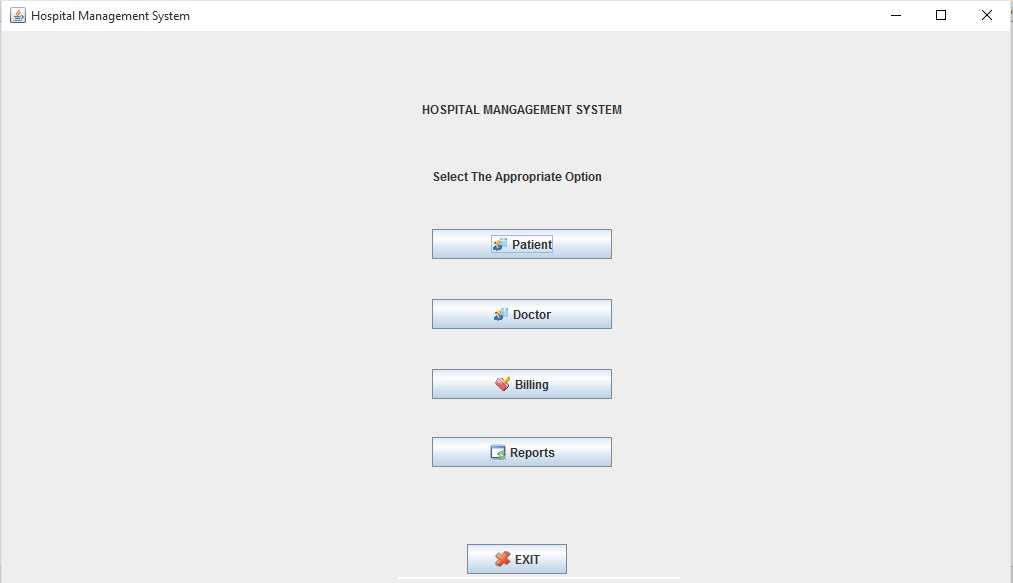 Hospital Management System
HOSPITAL MANGAGEMENT SYSTEM
Select The Appropriate Option
Patient
Doctor
Billing
Reports
EXIT